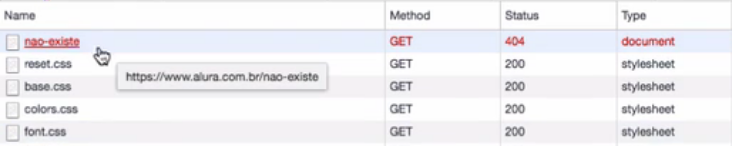 Name Method Status Type
nao-existe GET 404 document
reset.css GET 200 stylesheet
https://www.alura.com.br/nao-existe
base.css GET 200 stylesheet
colors.css GET 200 stylesheet
font.css GET 200 stylesheet